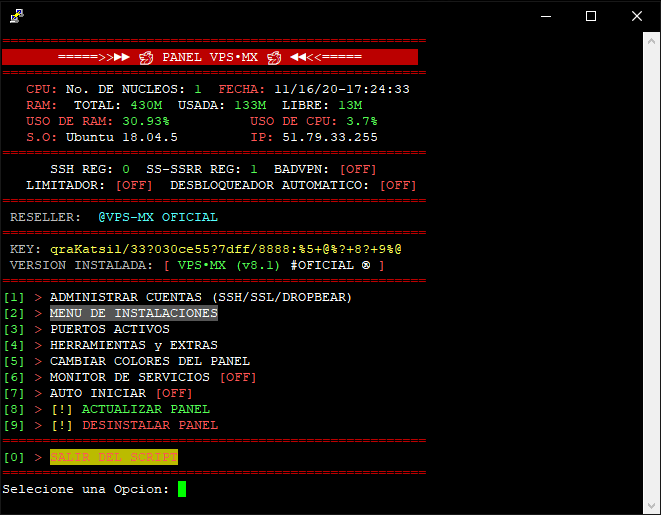 =====>>►► 🐲 PANEL VPS•MX 🐲 ◄◄<<=====
CPU: No. DE NUCLEOS: 1 FECHA: 11/16/20-17:24:33
RAM: TOTAL: 430M USADA: 133M LIBRE: 13M
USO DE RAM: 30.93% USO DE CPU: 3.7%
S.O: Ubuntu 18.04.5 IP: 51.79.33.255
SSH REG: 0 SS-SSRR REG: 1 BADVPN: [OFF]
LIMITADOR: [OFF] DESBLOQUEADOR AUTOMATICO: [OFF]
RESELLER: @VPS-MX OFICIAL
KEY: qraKatsil/33?030ce55?7dff/8888:%5+@%?+8?+9%@
VERSION INSTALADA: [ VPS•MX (v8.1) #OFICIAL ® ]
[1] > ADMINISTRAR CUENTAS (SSH/SSL/DROPBEAR)
[2] > MENU DE INSTALACIONES
[3] > PUERTOS ACTIVOS
[4] > HERRAMIENTAS y EXTRAS
[5] > CAMBIAR COLORES DEL PANEL
[6] > MONITOR DE SERVICIOS [OFF]
[7] > AUTO INICIAR [OFF]
[8] > [!] ACTUALIZAR PANEL
[9] > [!] DESINSTALAR PANEL
[0] > SALIR DEL SCRIPT
Selecione una Opcion: